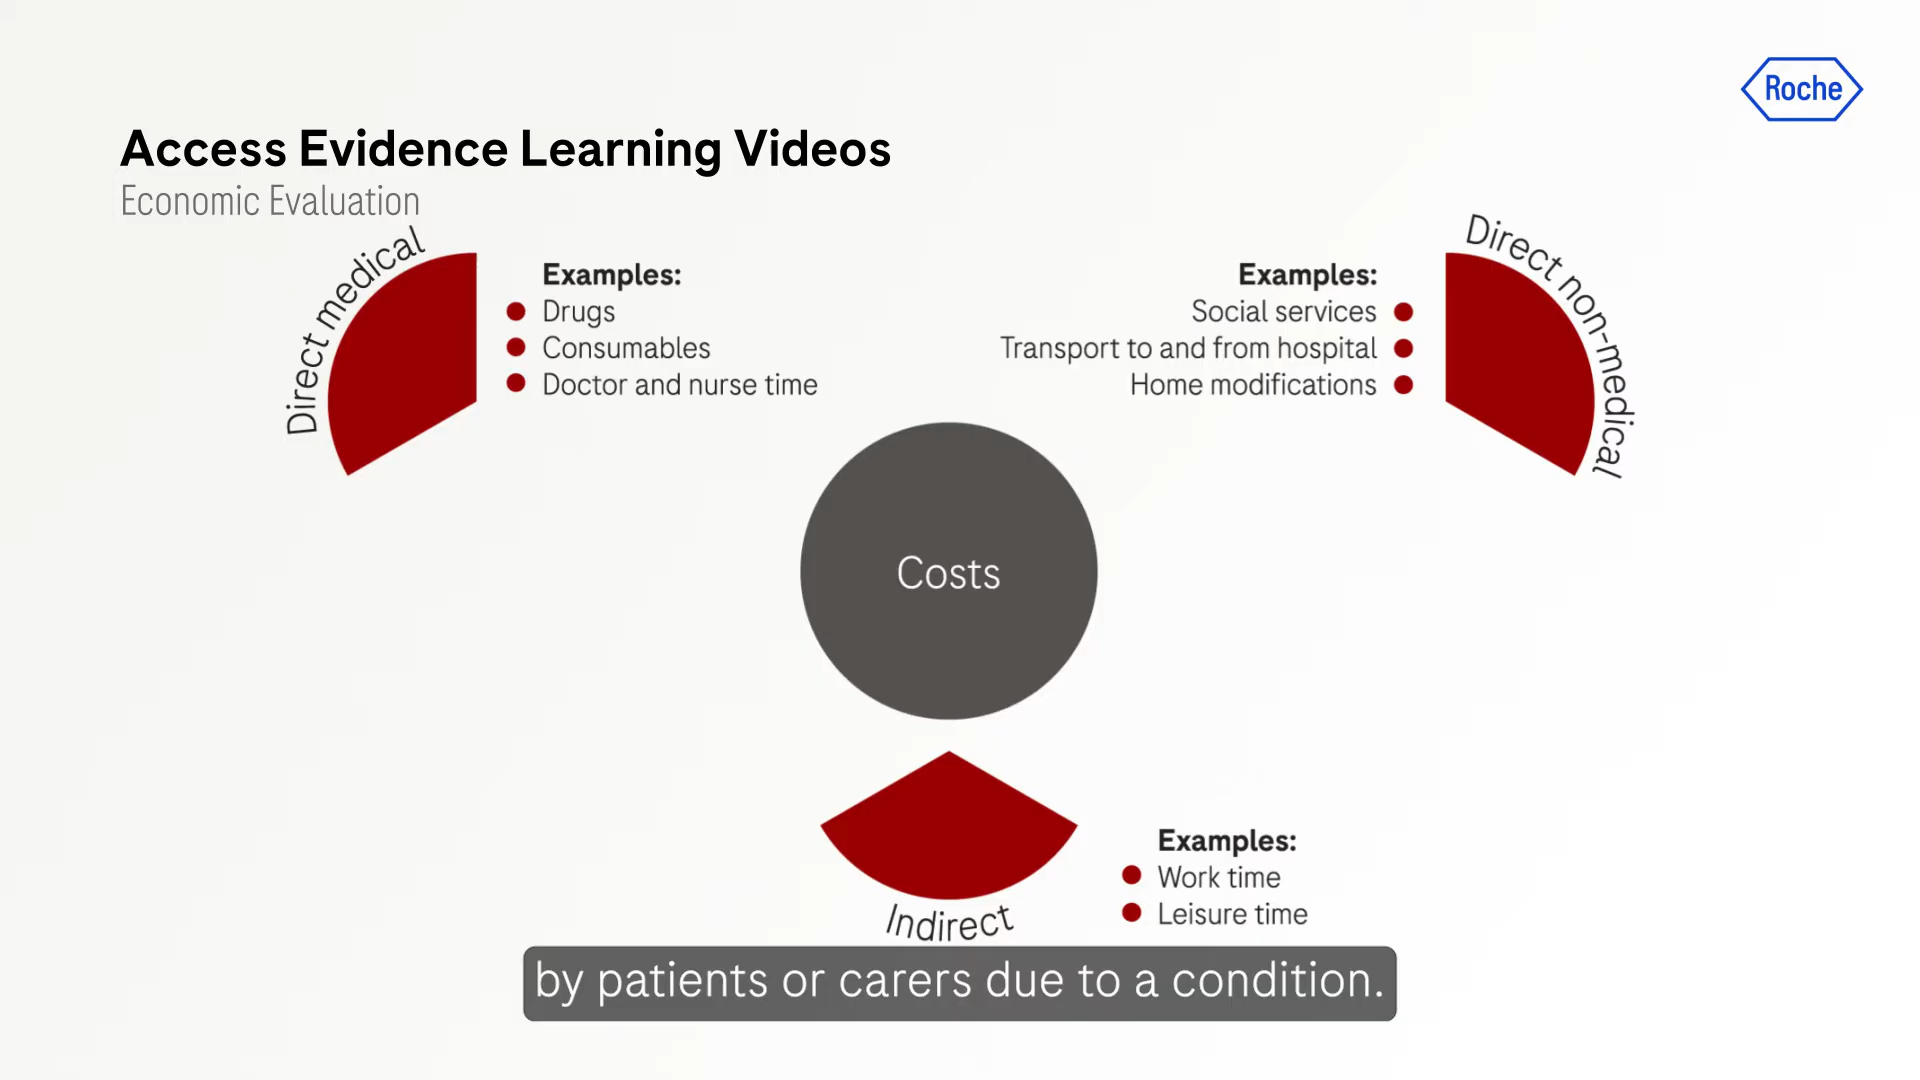 Roche
Access Evidence Learning Videos
Economic Evaluation
Direct medical
Examples:
Drugs
Consumables
Doctor and nurse time
Direct non-medical
Examples:
Social services
Transport to and from hospital
Home modifications
Costs
Indirect
Examples:
Work time
Leisure time
by patients or carers due to a condition.